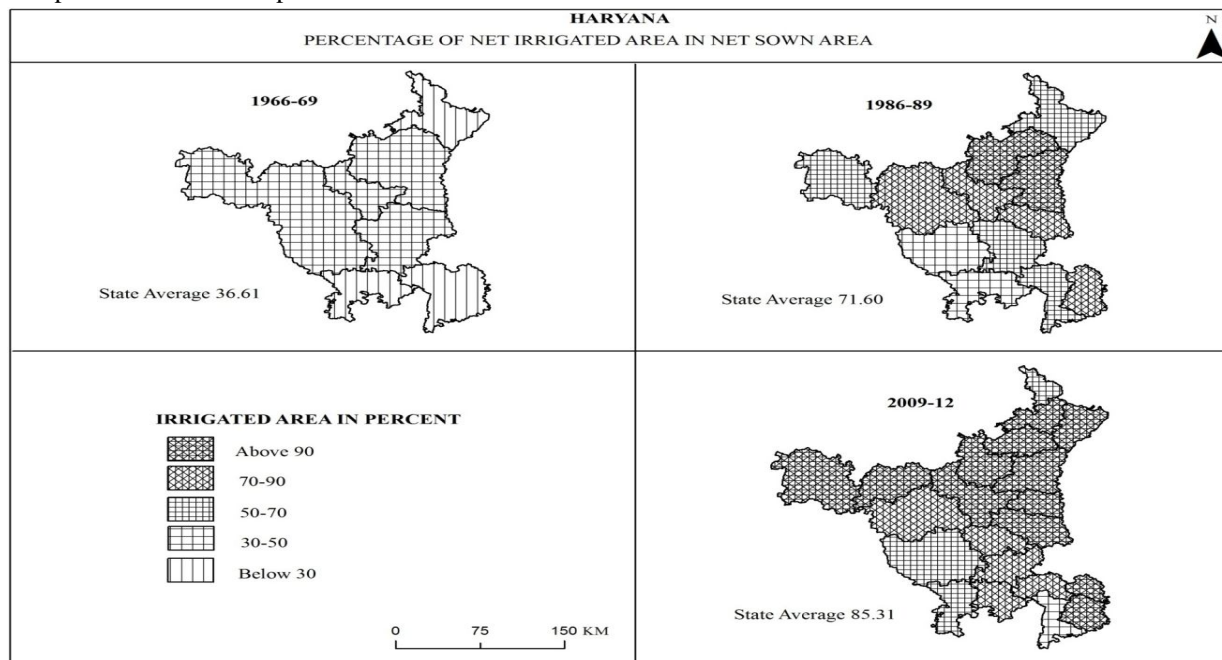 HARYANA
N
PERCENTAGE OF NET IRRIGATED AREA IN NET SOWN AREA
1966-69
State Average 36.61
1986-89
State Average 71.60
IRRIGATED AREA IN PERCENT
Above 90
70-90
50-70
30-50
Below 30
0 75 150 KM
2009-12
State Average 85.31